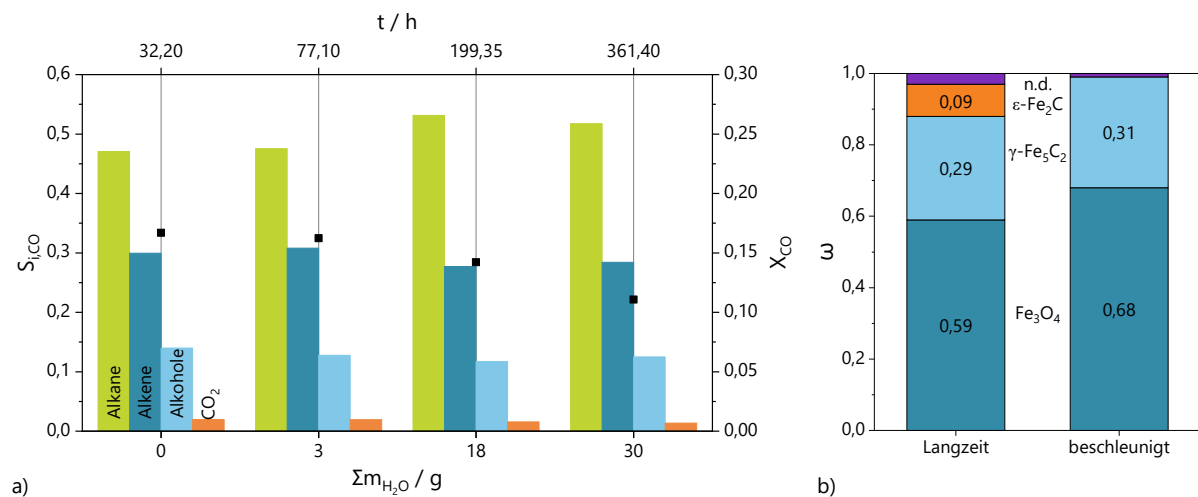 t / h
32,20 77,10 199,35 361,40
0,6
0,5
0,4
0,3
0,2
0,1
0,0
S_i,CO
Alkane
Alkene
Alkohole
CO₂
0,30
0,25
0,20
0,15
0,10
0,05
0,00
X_CO
0 3 18 30
Σm_H₂O / g
a)
1,0
0,8
0,6
0,4
0,2
0,0
ω
0,09
0,29
0,59
n.d.
ε-Fe₂C
γ-Fe₅C₂
Fe₃O₄
0,31
0,68
Langzeit beschleunigt
b)